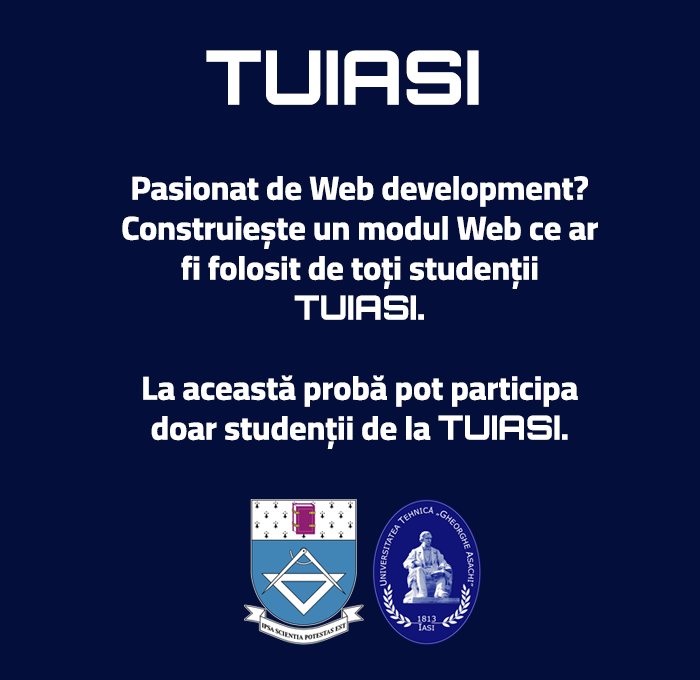 TUIASI
Pasionat de Web development?
Construiește un modul Web ce ar
fi folosit de toți studenții
TUIASI.
La această probă pot participa
doar studenții de la TUIASI.
IPSA SCIENTIA POTESTAS EST
UNIVERSITATEA TEHNICA „GHEORGHE ASACHI”
1813
IASI